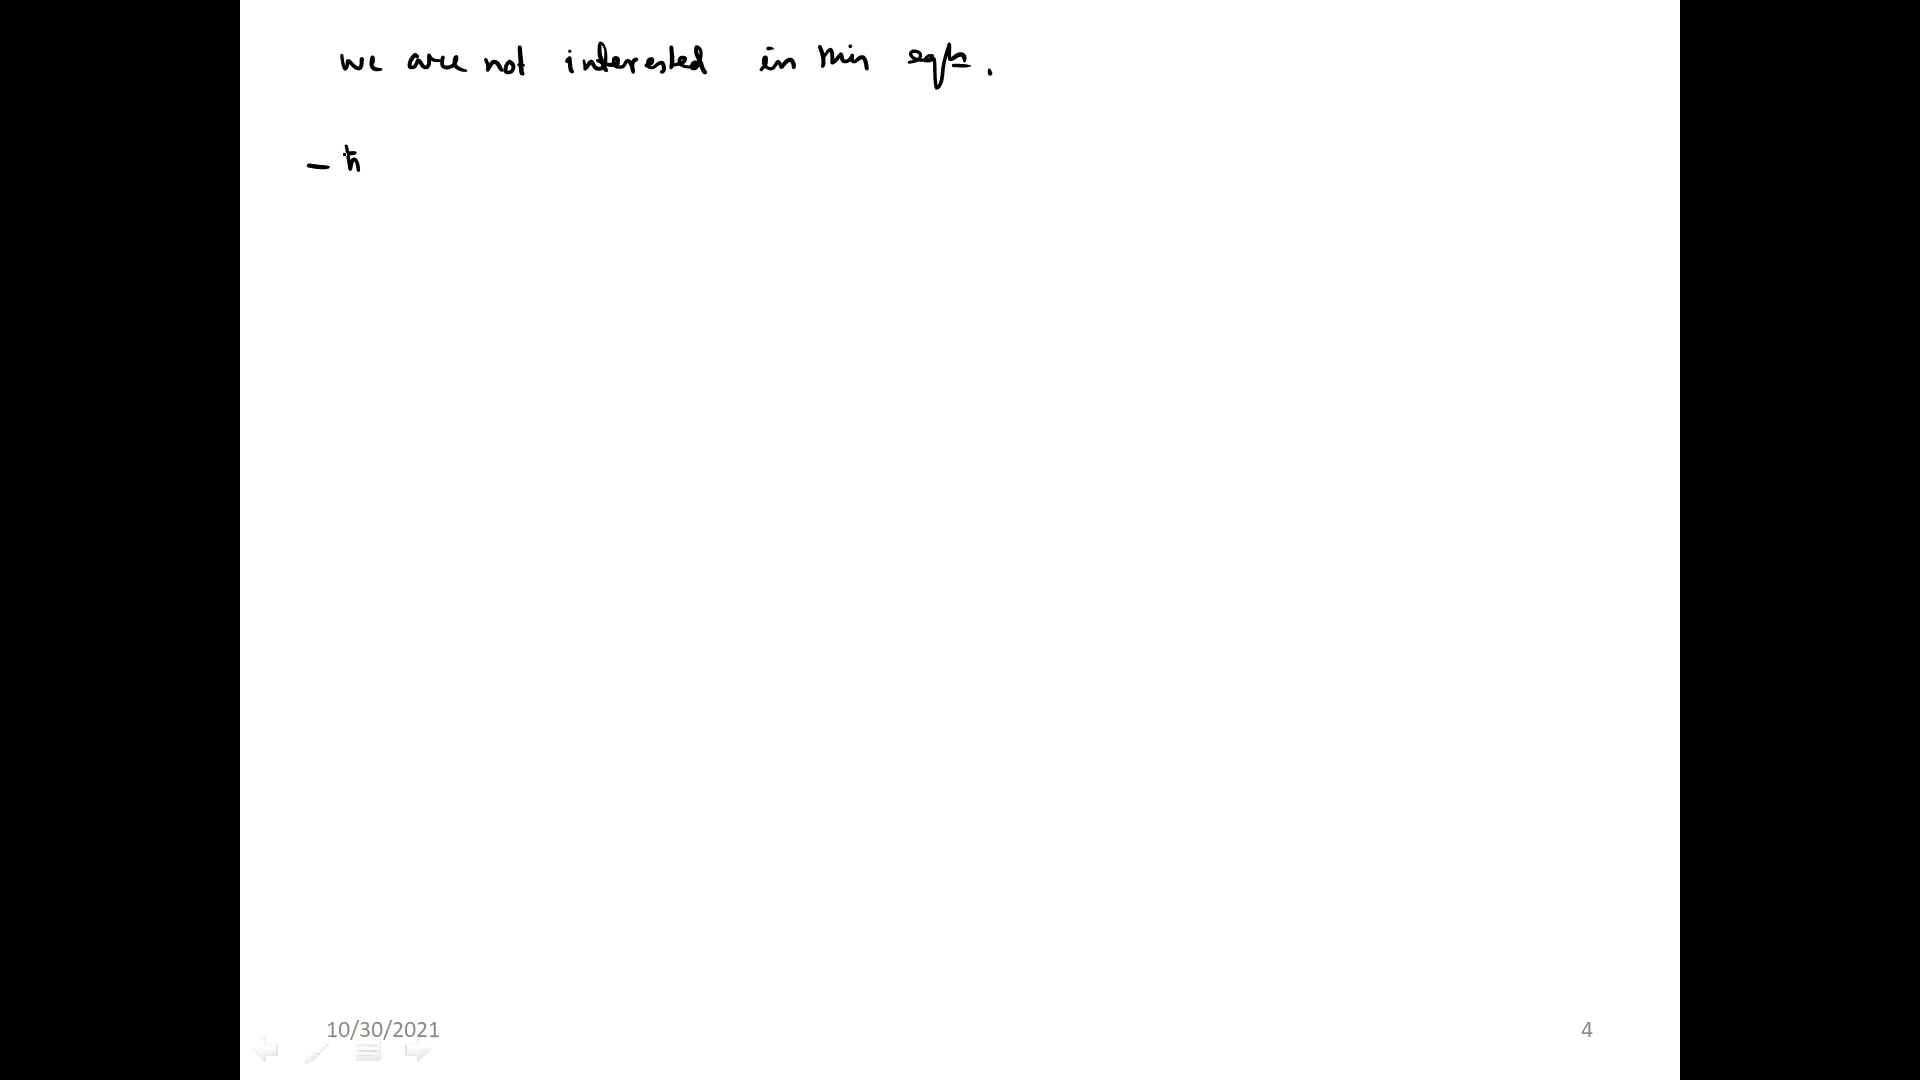 we are not interested in this eqn.
- ħ
10/30/2021
4